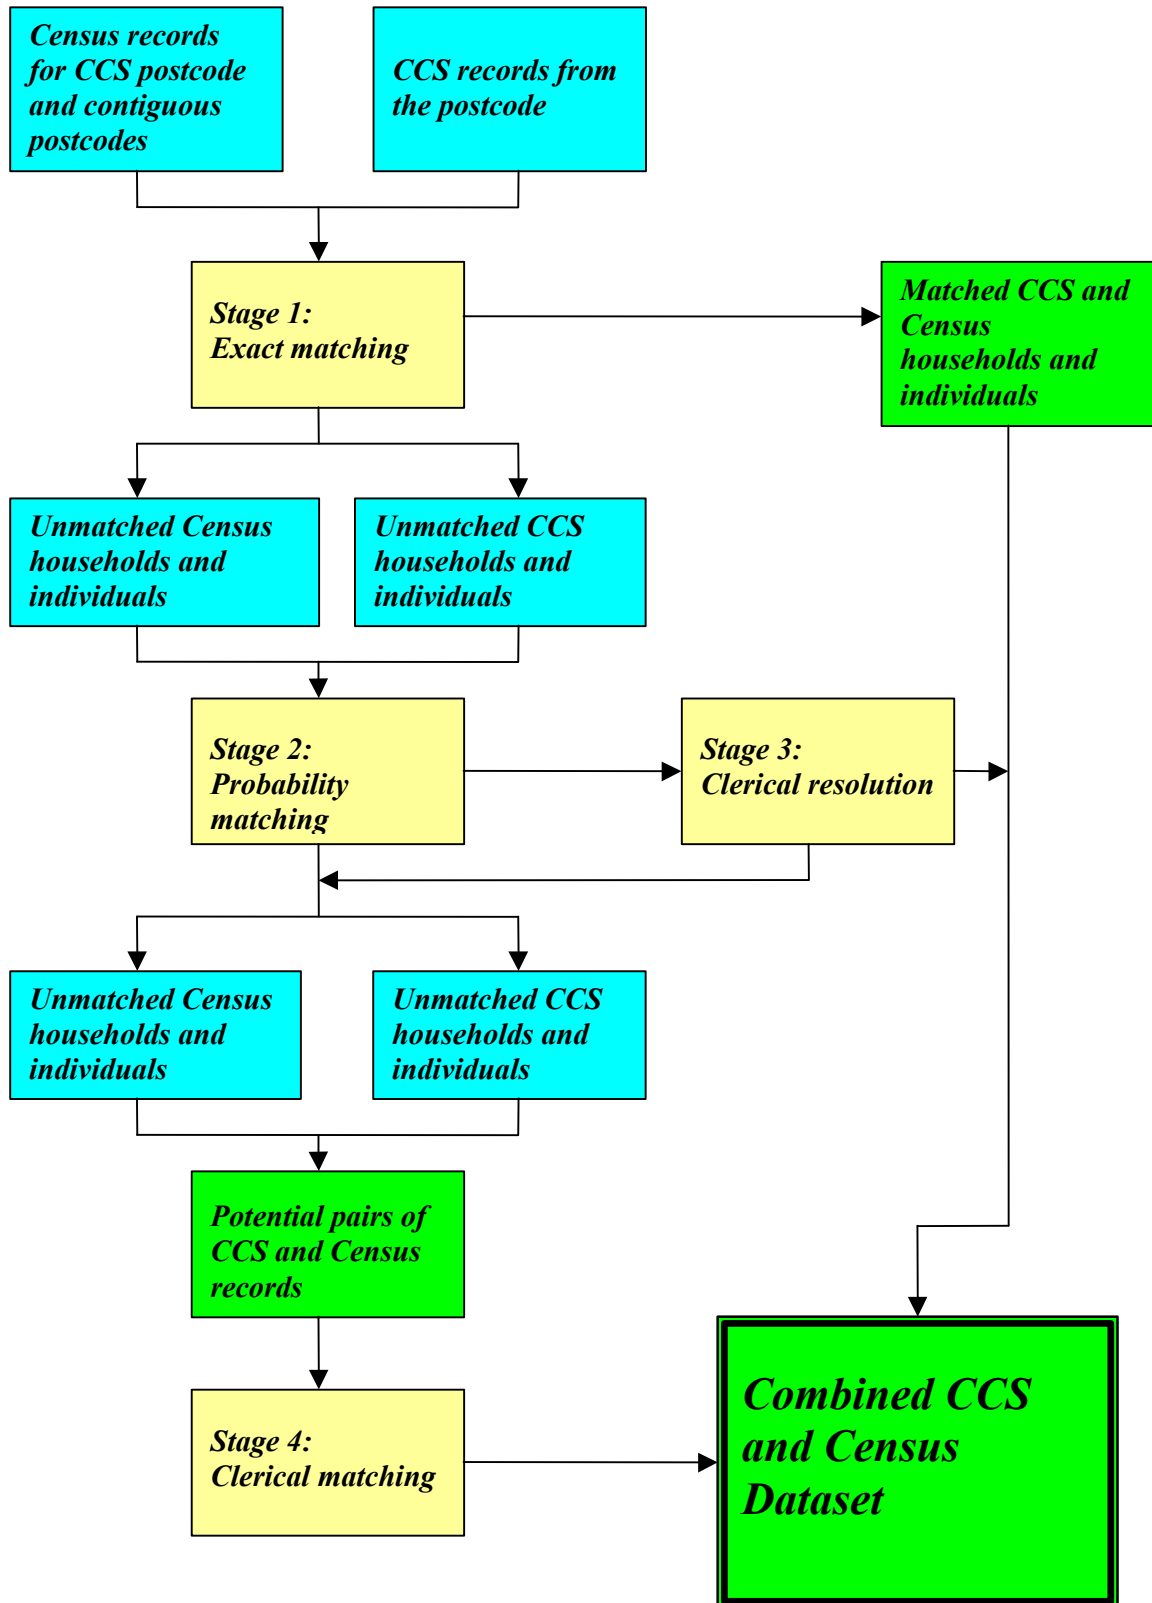 Census records
for CCS postcode
and contiguous
postcodes
CCS records from
the postcode
Stage 1:
Exact matching
Matched CCS and
Census
households and
individuals
Unmatched Census
households and
individuals
Unmatched CCS
households and
individuals
Stage 2:
Probability
matching
Stage 3:
Clerical resolution
Unmatched Census
households and
individuals
Unmatched CCS
households and
individuals
Potential pairs of
CCS and Census
records
Stage 4:
Clerical matching
Combined CCS
and Census
Dataset